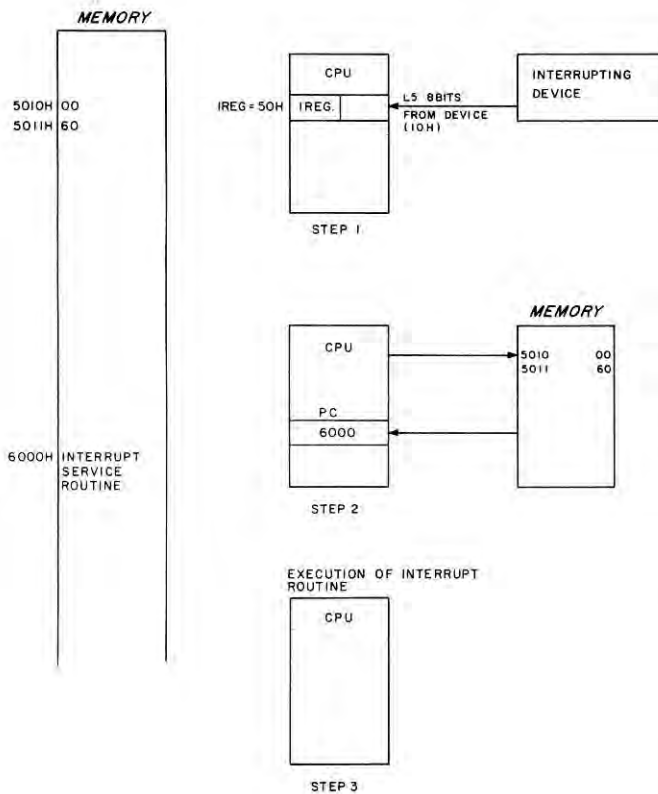 MEMORY
5010H 00
5011H 60
6000H INTERRUPT
SERVICE
ROUTINE
CPU
IREG = 50H
IREG.
L5 8BITS
FROM DEVICE
(10H)
INTERRUPTING
DEVICE
STEP 1
MEMORY
CPU
5010 00
5011 60
PC
6000
STEP 2
EXECUTION OF INTERRUPT
ROUTINE
CPU
STEP 3